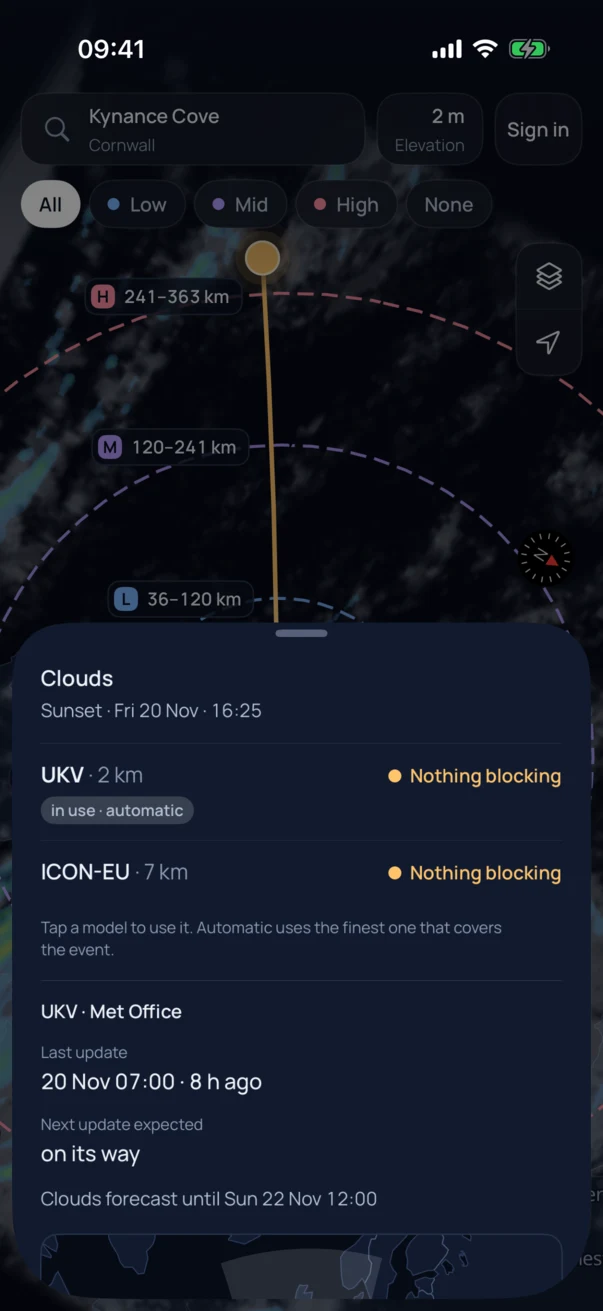 09:41
Kynance Cove
Cornwall
2 m
Elevation
Sign in
All
Low
Mid
High
None
H 241–363 km
M 120–241 km
N
L 36–120 km
Clouds
Sunset · Fri 20 Nov · 16:25
UKV · 2 km
Nothing blocking
in use · automatic
ICON-EU · 7 km
Nothing blocking
Tap a model to use it. Automatic uses the finest one that covers
the event.
UKV · Met Office
Last update
20 Nov 07:00 · 8 h ago
Next update expected
on its way
Clouds forecast until Sun 22 Nov 12:00